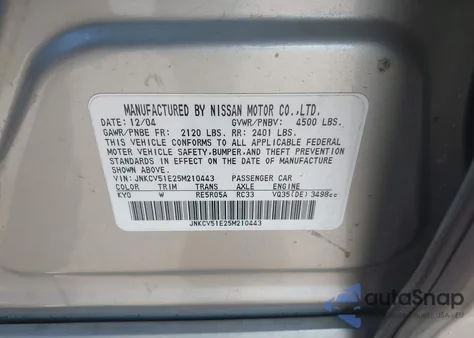 MANUFACTURED BY NISSAN MOTOR CO.,LTD.
DATE: 12/04 GVWR/PNBV: 4500 LBS.
GAWR/PNBE FR: 2120 LBS. RR: 2401 LBS.
THIS VEHICLE CONFORMS TO ALL APPLICABLE FEDERAL
MOTOR VEHICLE SAFETY,BUMPER,AND THEFT PREVENTION
STANDARDS IN EFFECT ON THE DATE OF MANUFACTURE
SHOWN ABOVE.
VIN: JNKCV51E25M210443 PASSENGER CAR
COLOR TRIM TRANS AXLE ENGINE
KY0 W RE5R05A RC33 VQ35(DE) 3498cc
JNKCV51E25M210443
autoSnap